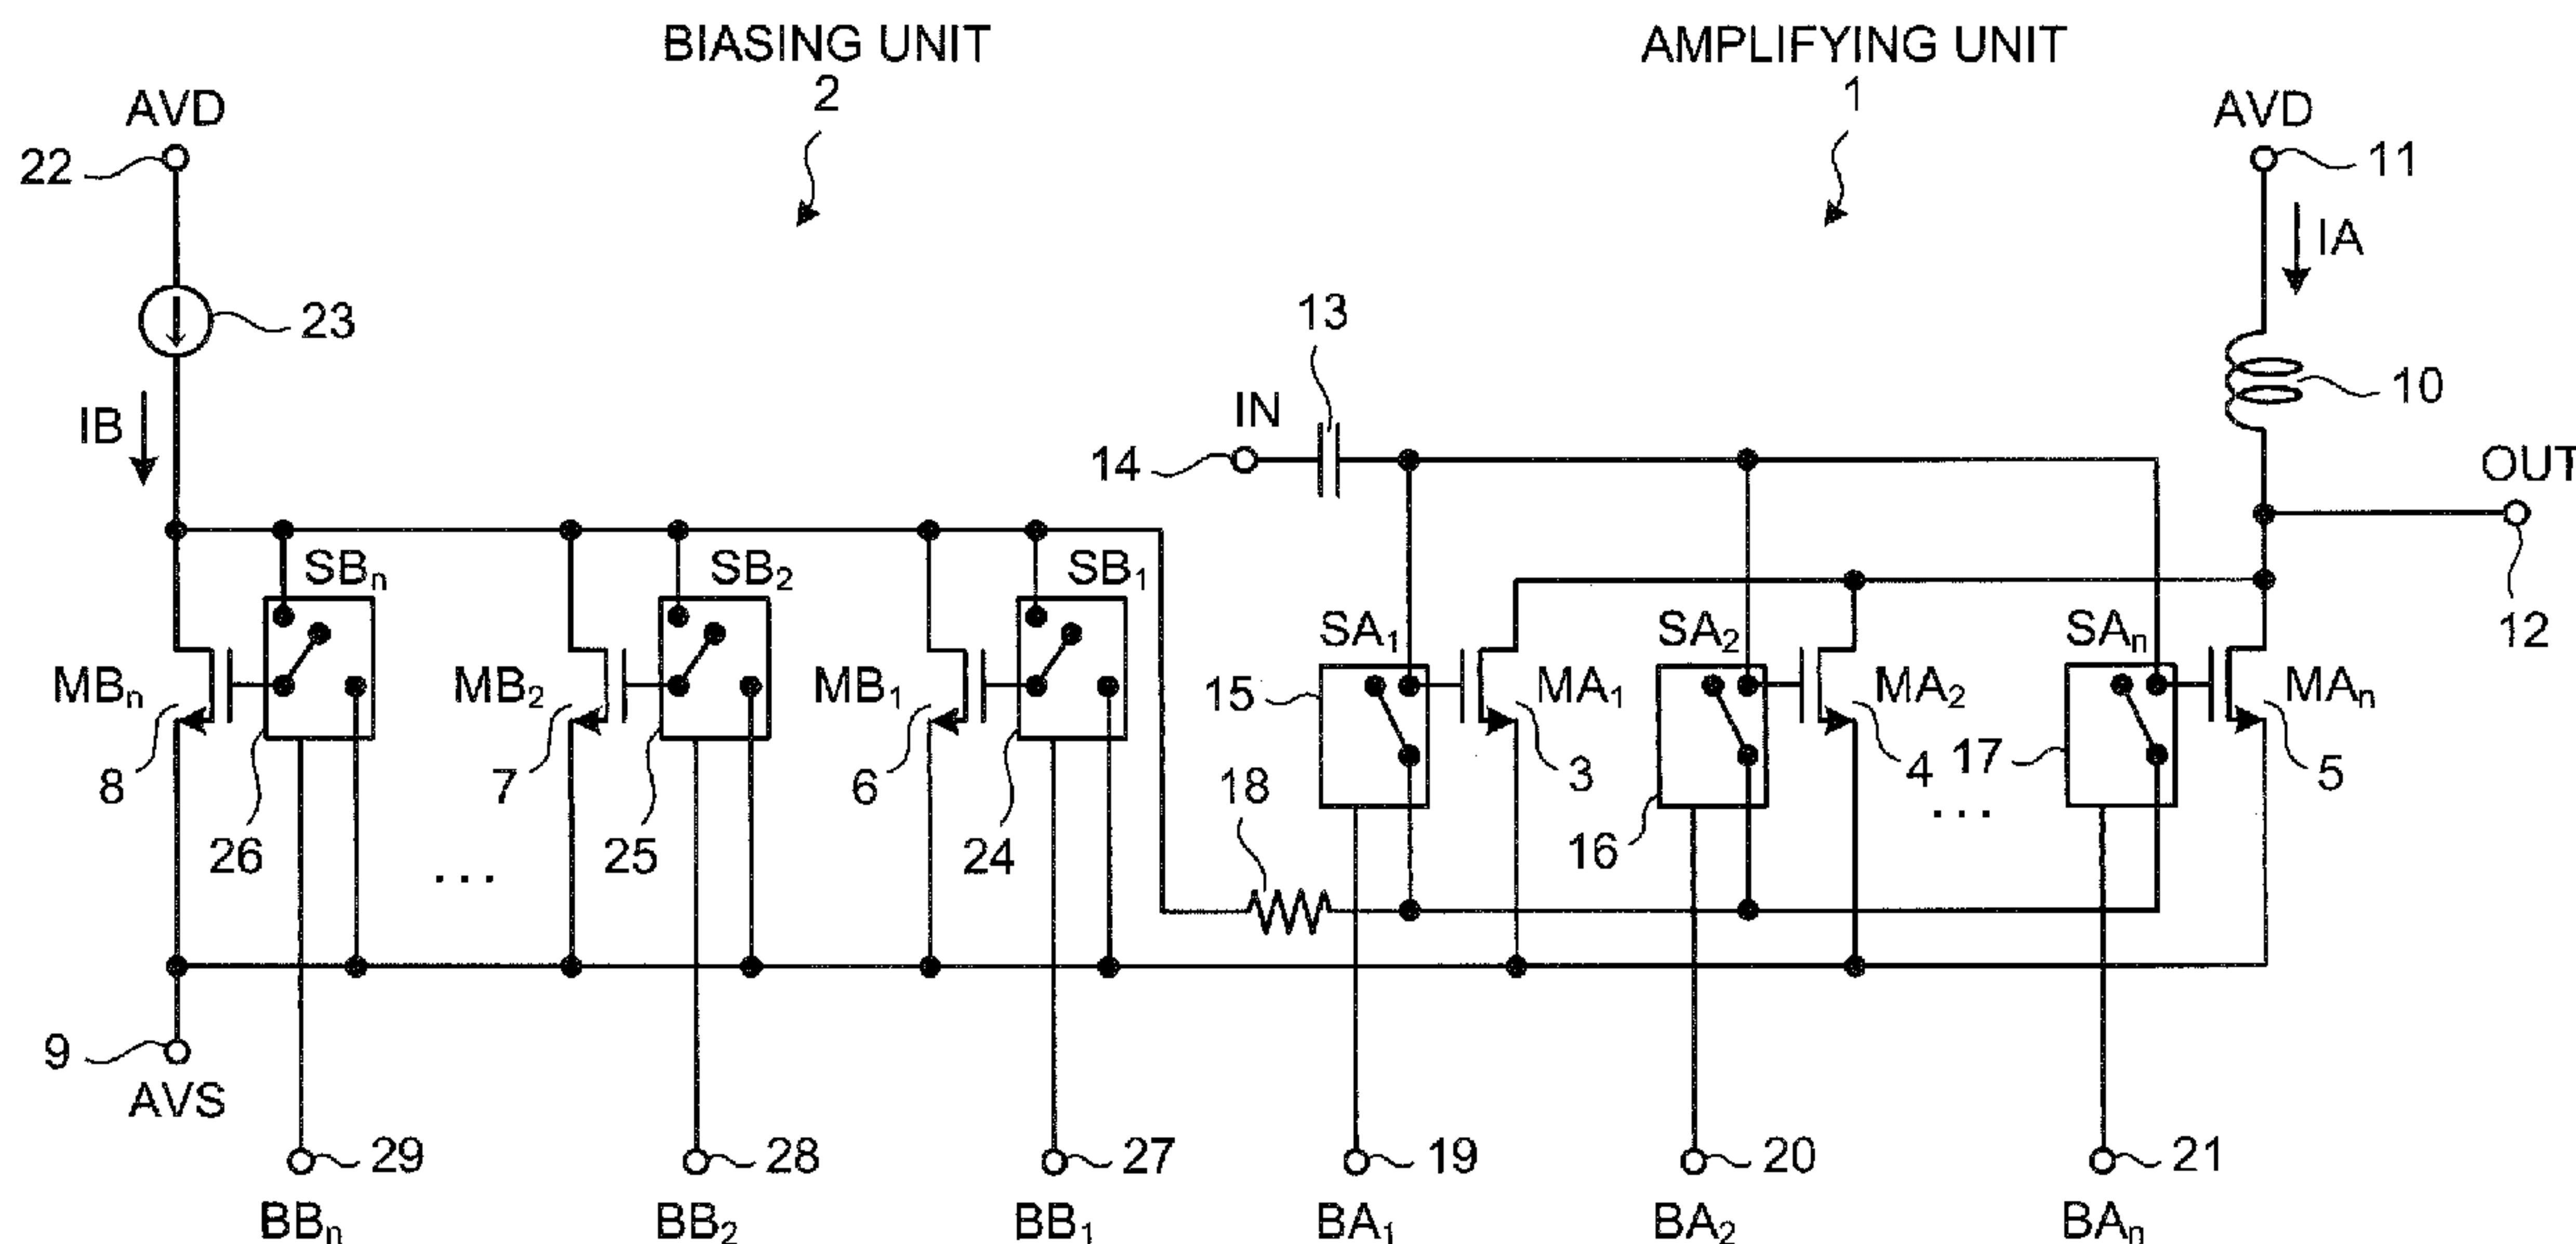 BIASING UNIT
2
AMPLIFYING UNIT
1
AVD
22
AVD
11
IA
23
13
10
IB
IN
14
OUT
12
SBn
SB2
SB1
SA1
SA2
SAn
MBn
MB2
MB1
15
MA1
MA2
MAn
8
26
7
25
6
24
18
3
16
4
17
5
...
...
9
AVS
29
28
27
19
20
21
BBn
BB2
BB1
BA1
BA2
BAn